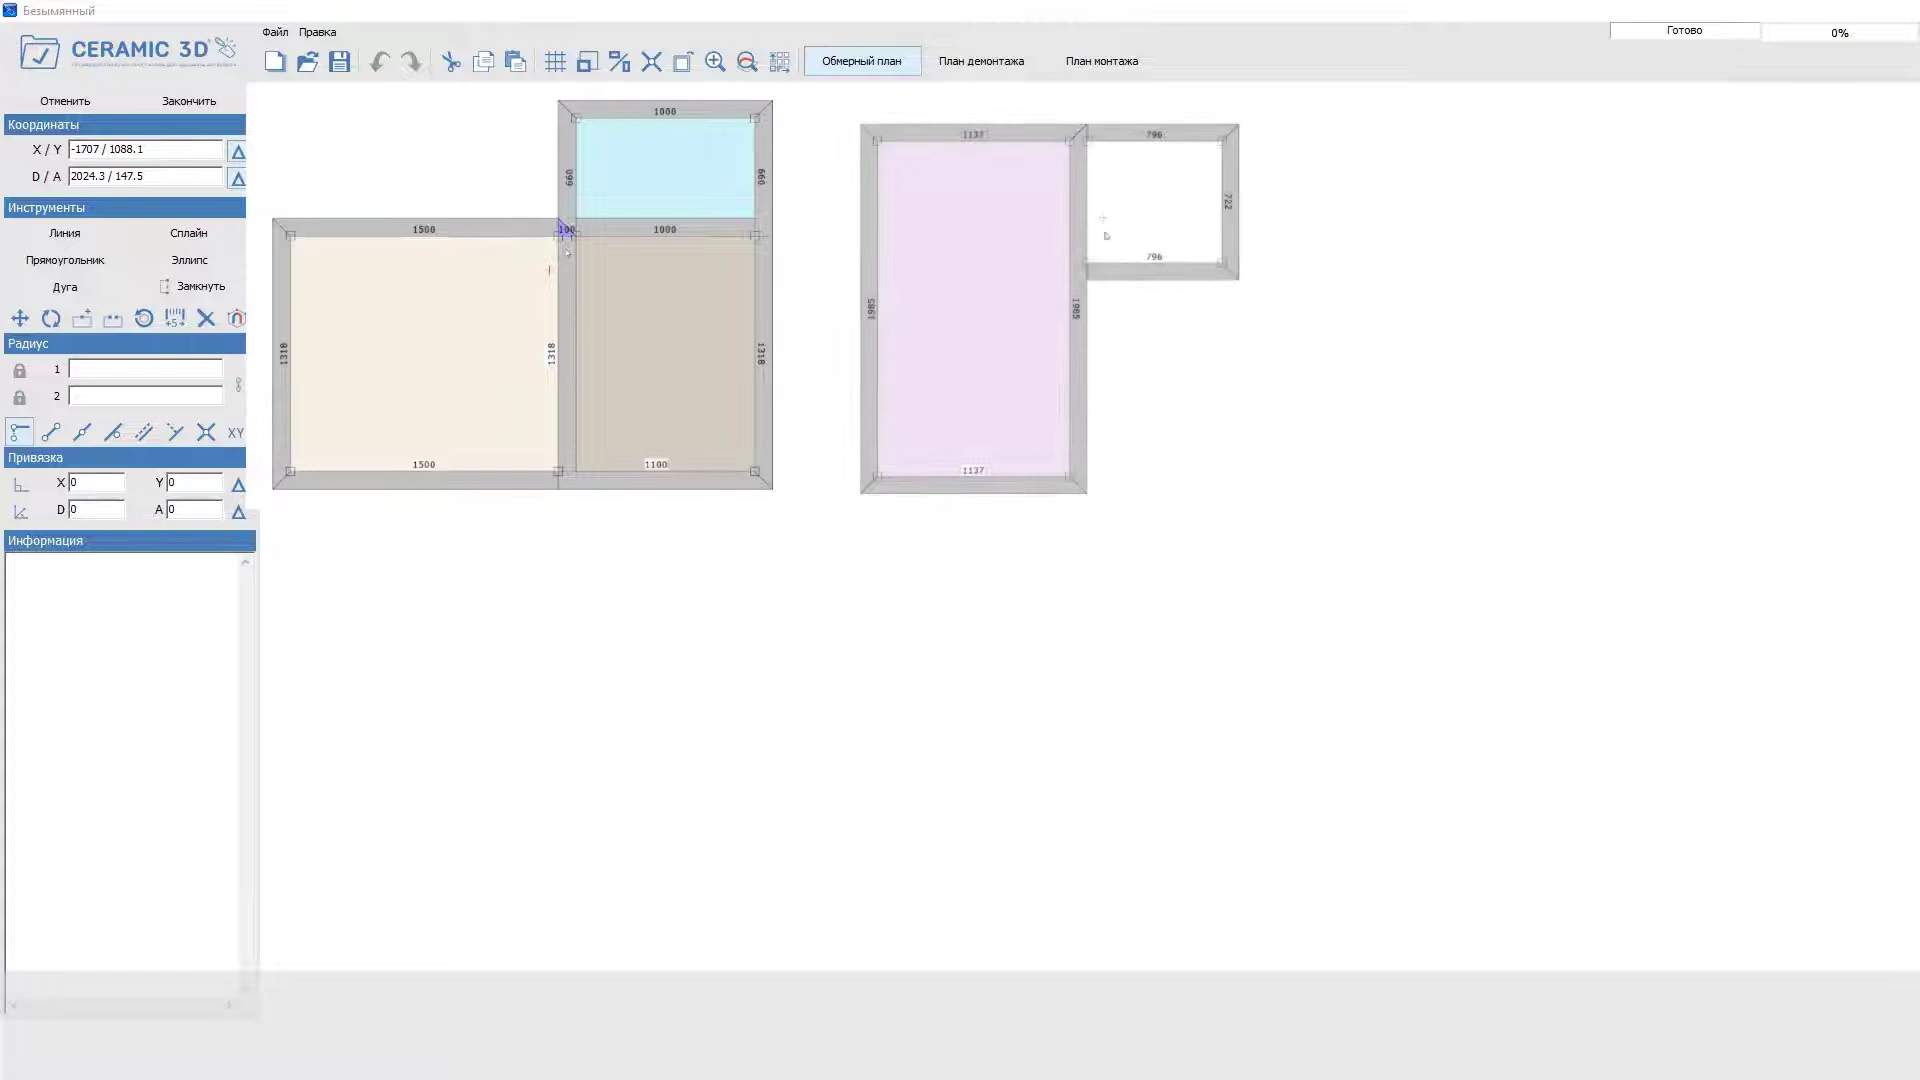 Безымянный
Файл Правка
CERAMIC 3D
Готово
0%
Обмерный план
План демонтажа
План монтажа
Отменить
Закончить
Координаты
X / Y
-1707 / 1088.1
D / A
2024.3 / 147.5
Инструменты
Линия
Сплайн
Прямоугольник
Эллипс
Дуга
Замкнуть
Радиус
1
2
XY
Привязка
X 0
Y 0
D 0
A 0
Информация
1000
660
660
1500
100
1000
1318
1318
1318
1500
1100
1137
796
722
796
1985
1985
1137